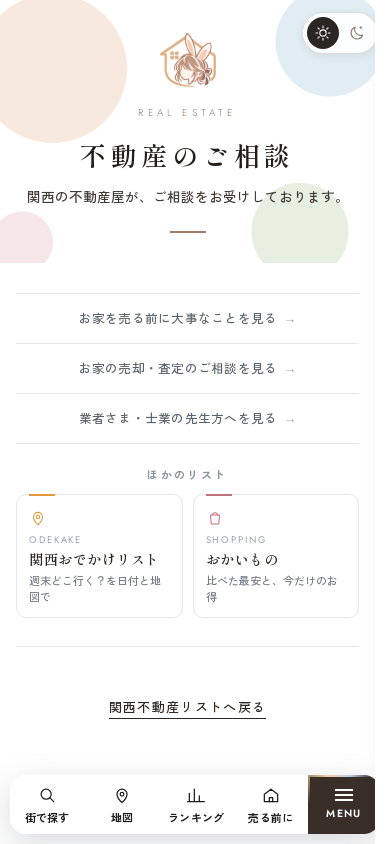 REAL ESTATE
不動産のご相談
関西の不動産屋が、ご相談をお受けしております。
お家を売る前に大事なことを見る →
お家の売却・査定のご相談を見る →
業者さま・士業の先生方へを見る →
ほかのリスト
ODEKAKE
関西おでかけリスト
週末どこ行く？を日付と地
図で
SHOPPING
おかいもの
比べた最安と、今だけのお
得
関西不動産リストへ戻る
街で探す
地図
ランキング
売る前に
MENU